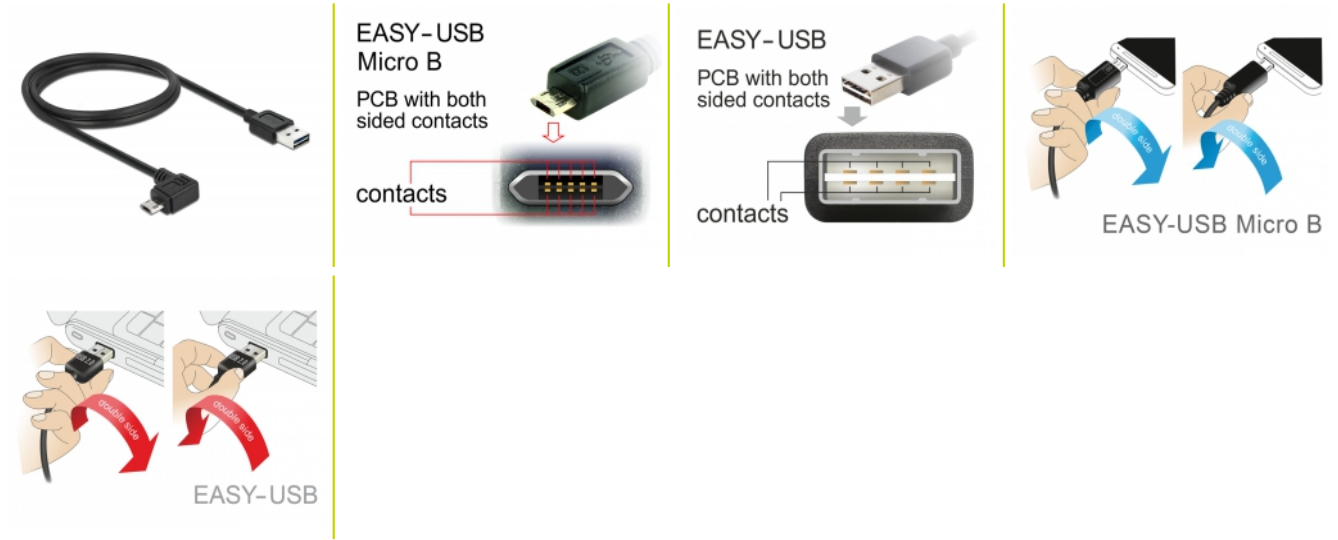 EASY-USB
Micro B
PCB with both
sided contacts
contacts
EASY-USB
PCB with both
sided contacts
contacts
double side
double side
EASY-USB Micro B
double side
double side
EASY-USB